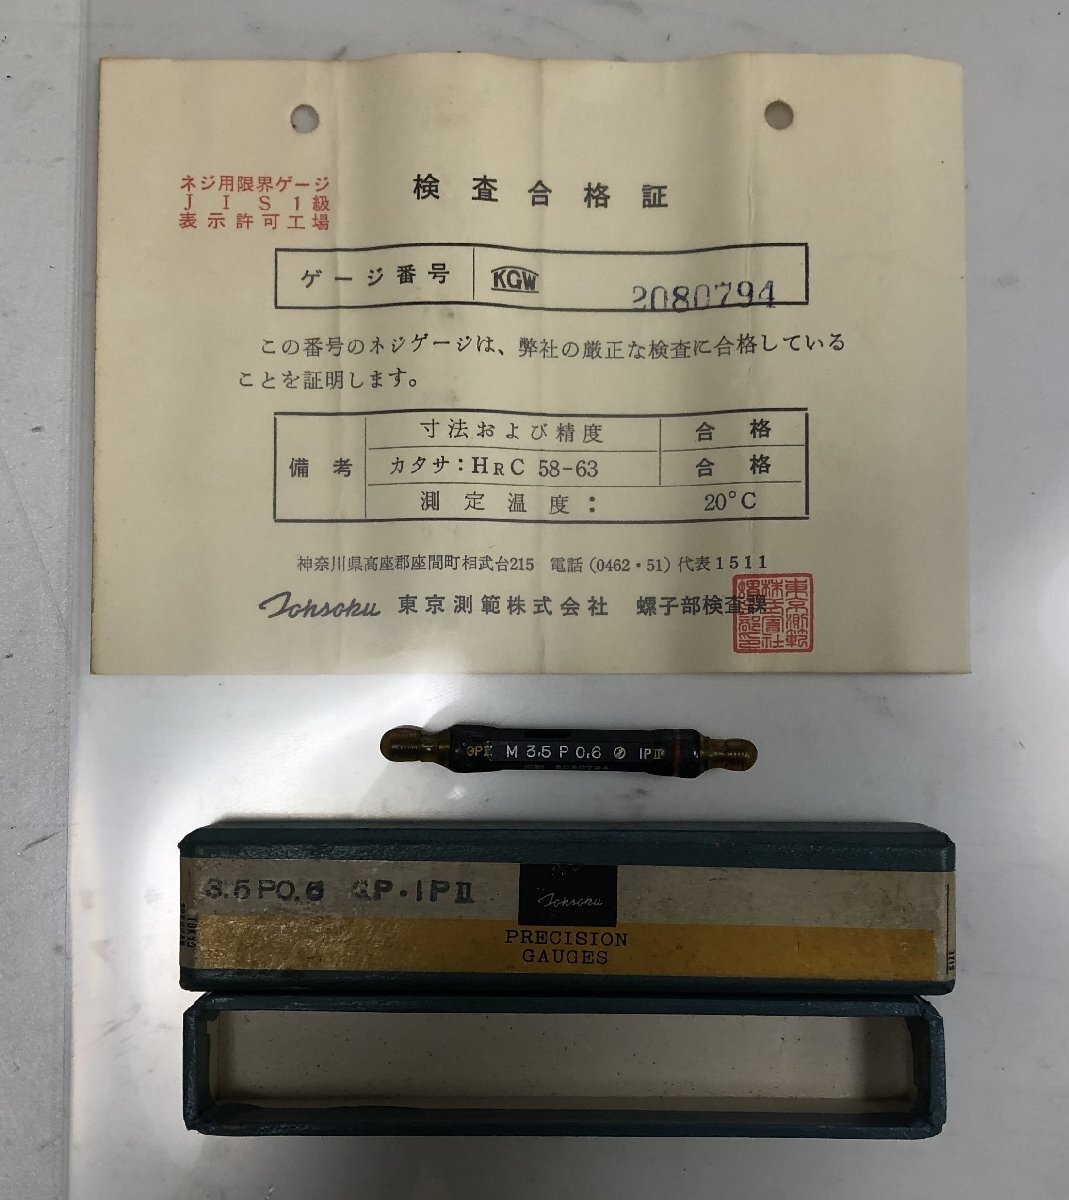 ネジ用限界ゲージ
JIS1級
表示許可工場
検査合格証
ゲージ番号 KGW 2080794
この番号のネジゲージは、弊社の厳正な検査に合格している
ことを証明します。
備考
寸法および精度 合格
カタサ:HRC 58-63 合格
測定温度: 20°C
神奈川県高座郡座間町相武台215 電話(0462・51)代表1511
Tohsoku 東京測範株式会社 螺子部検査課
GPII M 3.5 P 0.6 IPII
2080794
3.5 P0.6 GP・IPII
Tohsoku
PRECISION
GAUGES